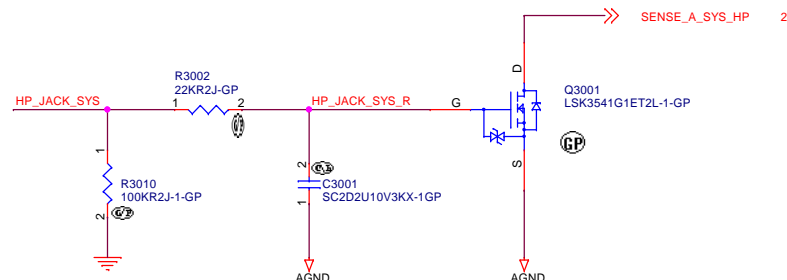 SENSE_A_SYS_HP 2
R3002
22KR2J-GP
D
Q3001
LSK3541G1ET2L-1-GP
HP_JACK_SYS 1 2 HP_JACK_SYS_R G
GP
1
2
R3010
100KR2J-1-GP
2
1
C3001
SC2D2U10V3KX-1GP
S
AGND
AGND